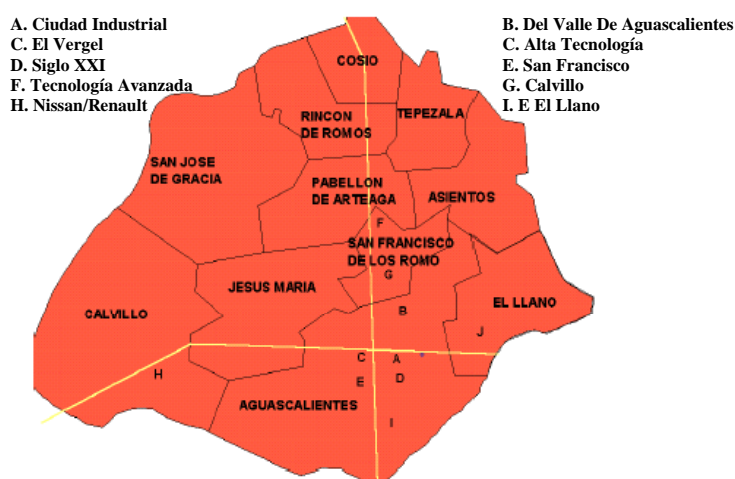 A. Ciudad Industrial
B. Del Valle De Aguascalientes
C. El Vergel
C. Alta Tecnología
D. Siglo XXI
E. San Francisco
F. Tecnología Avanzada
G. Calvillo
H. Nissan/Renault
I. E El Llano
COSIO
RINCON
DE ROMOS
TEPEZALA
SAN JOSE
DE GRACIA
PABELLON
DE ARTEAGA
ASIENTOS
F
SAN FRANCISCO
DE LOS ROMO
G
JESUS MARIA
EL LLANO
B
CALVILLO
J
C
A
H
E
D
AGUASCALIENTES
I